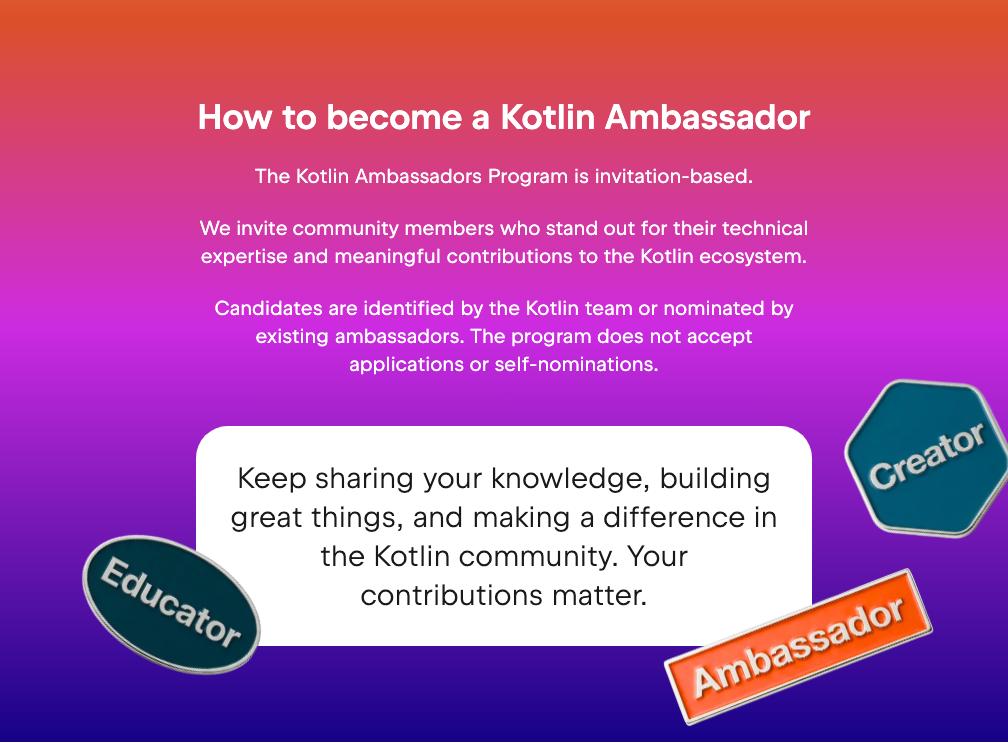 How to become a Kotlin Ambassador
The Kotlin Ambassadors Program is invitation-based.
We invite community members who stand out for their technical
expertise and meaningful contributions to the Kotlin ecosystem.
Candidates are identified by the Kotlin team or nominated by
existing ambassadors. The program does not accept
applications or self-nominations.
Keep sharing your knowledge, building
great things, and making a difference in
the Kotlin community. Your
contributions matter.
Creator
Educator
Ambassador